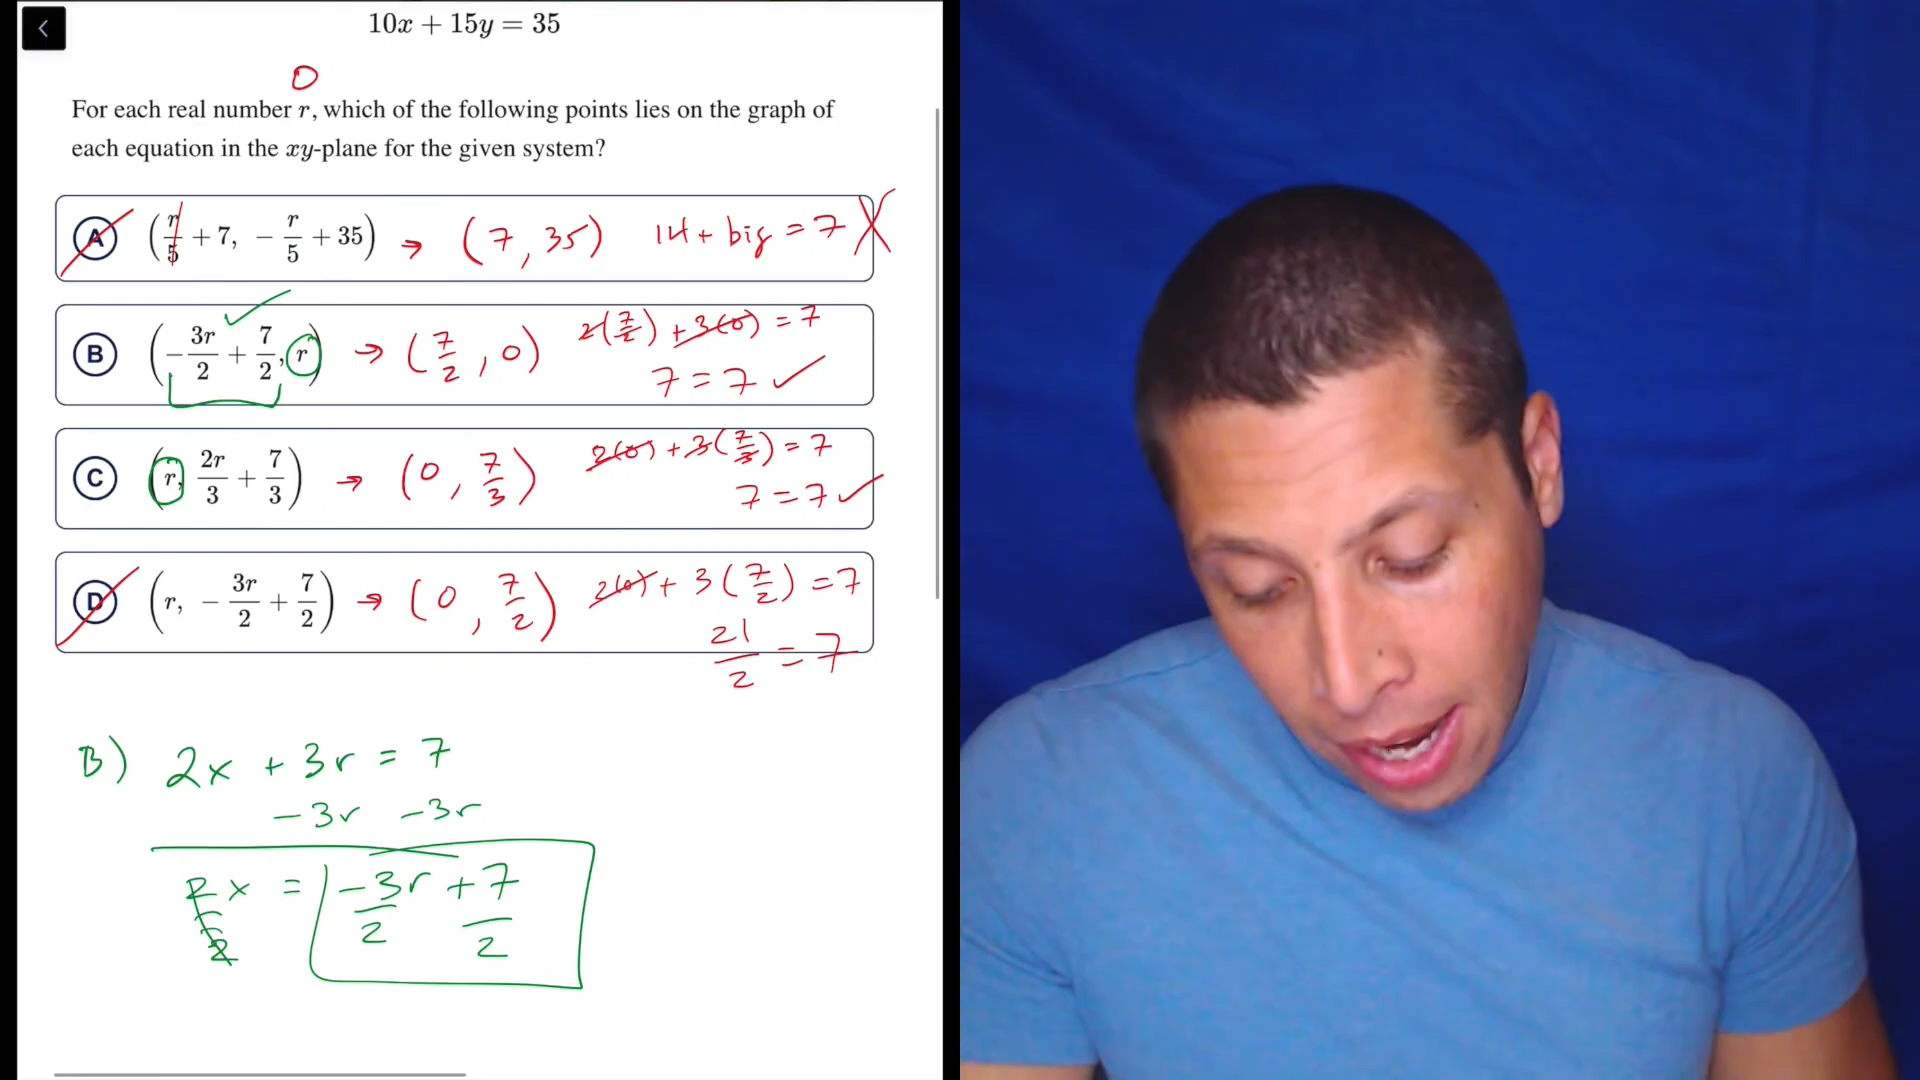 10x + 15y = 35
0
For each real number r, which of the following points lies on the graph of
each equation in the xy-plane for the given system?
A (r/5 + 7, −r/5 + 35) → (7, 35) 14 + big = 7 X
B (−3r/2 + 7/2, r) → (7/2, 0) 2(7/2) + 3(0) = 7
7 = 7 ✓
C (r, 2r/3 + 7/3) → (0, 7/3) 2(0) + 3(7/3) = 7
7 = 7 ✓
D (r, −3r/2 + 7/2) → (0, 7/2) 2(0) + 3(7/2) = 7
21/2 = 7
B) 2x + 3r = 7
−3r −3r
2x/2 = −3r/2 + 7/2